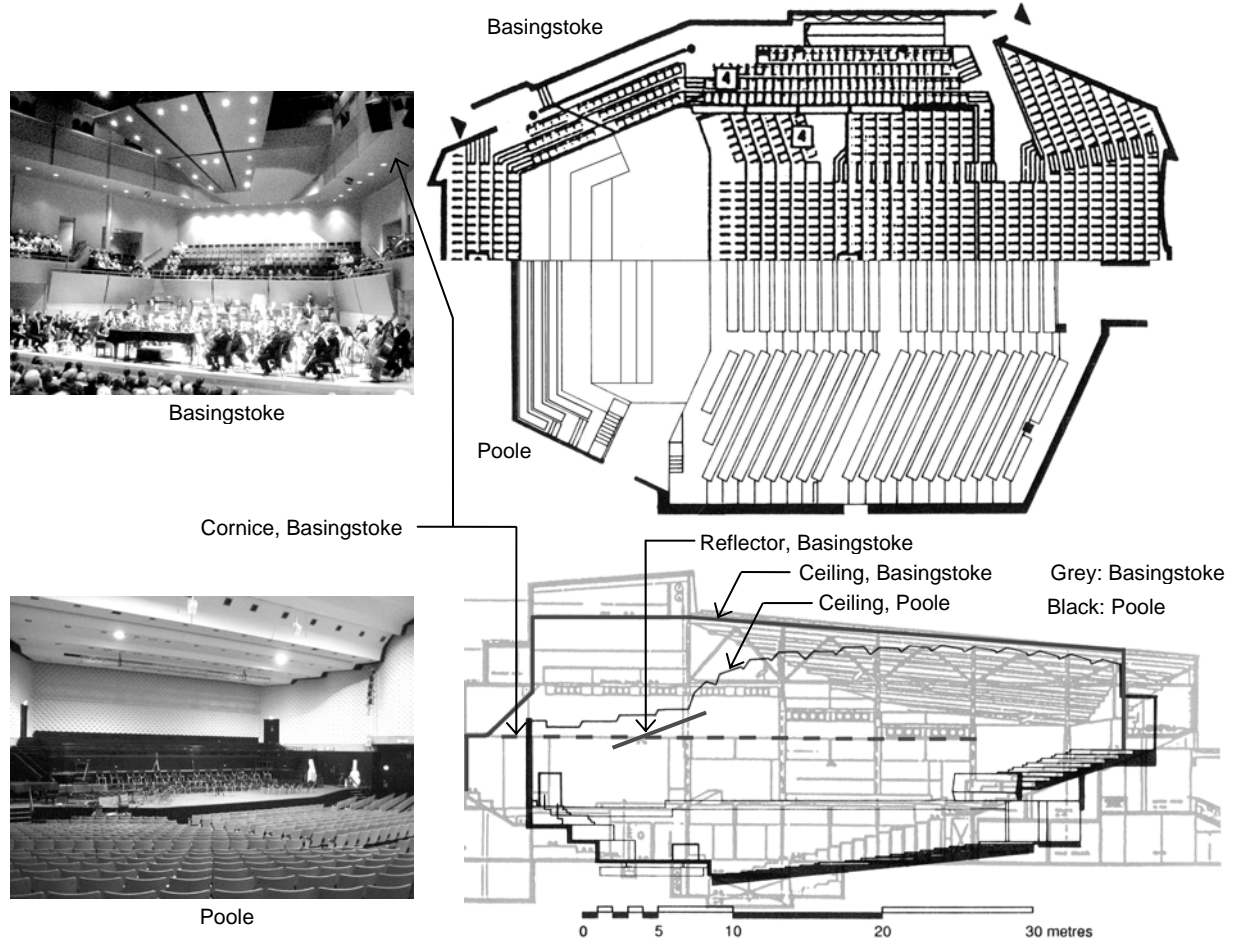 Basingstoke
4
4
Basingstoke
Poole
Cornice, Basingstoke
Reflector, Basingstoke
Ceiling, Basingstoke
Grey: Basingstoke
Ceiling, Poole
Black: Poole
Poole
0 5 10 20 30 metres